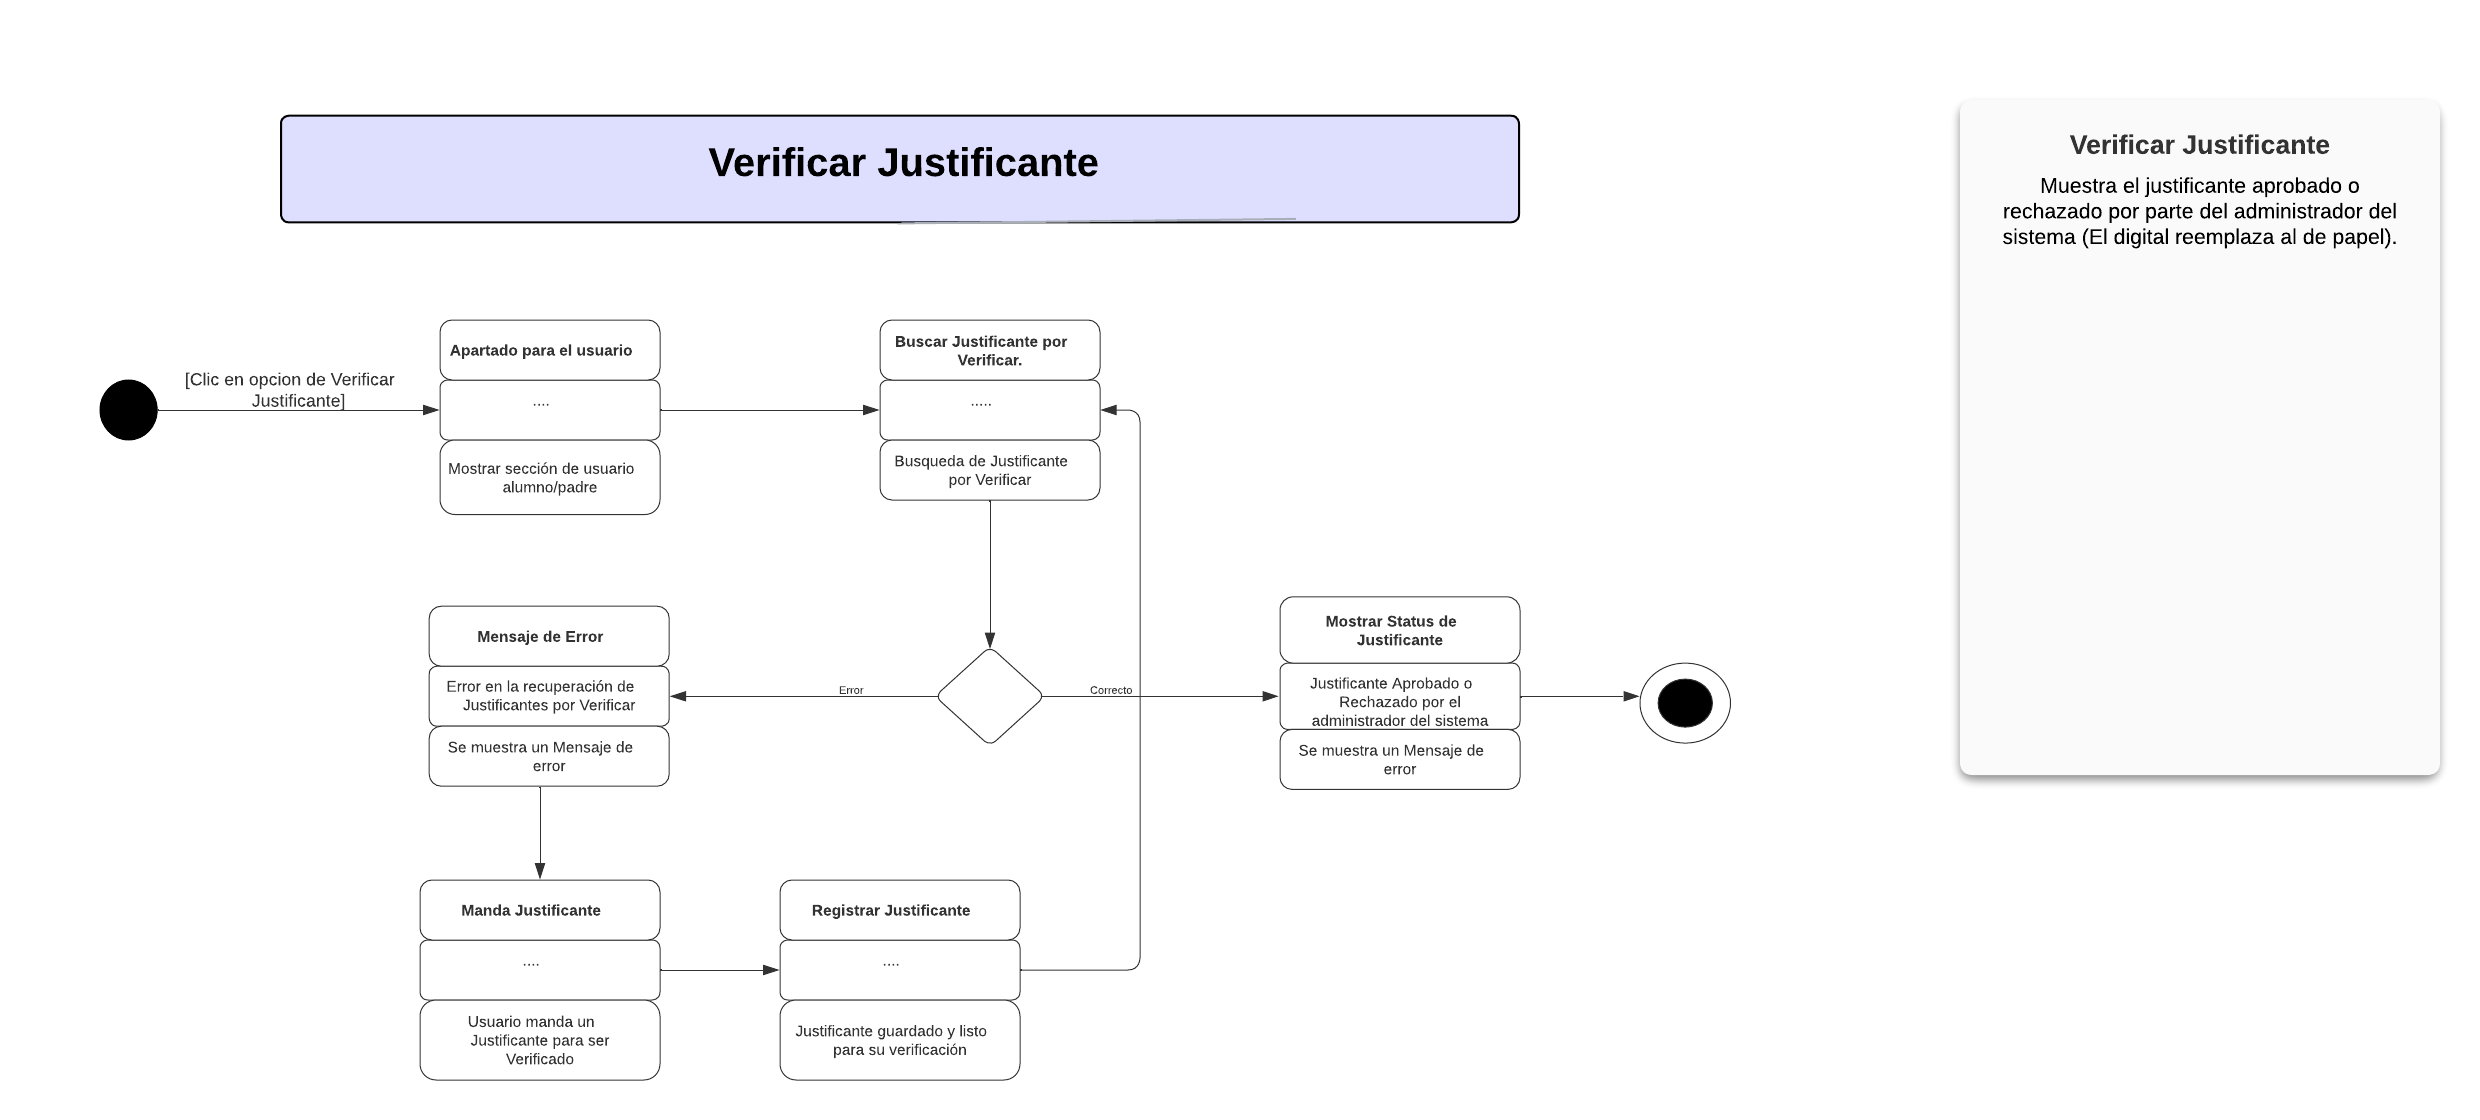 Verificar Justificante
Verificar Justificante
Muestra el justificante aprobado o
rechazado por parte del administrador del
sistema (El digital reemplaza al de papel).
[Clic en opcion de Verificar
Justificante]
Apartado para el usuario
....
Mostrar sección de usuario
alumno/padre
Buscar Justificante por
Verificar.
.....
Busqueda de Justificante
por Verificar
Mensaje de Error
Error en la recuperación de
Justificantes por Verificar
Se muestra un Mensaje de
error
Error
Correcto
Mostrar Status de
Justificante
Justificante Aprobado o
Rechazado por el
administrador del sistema
Se muestra un Mensaje de
error
Manda Justificante
....
Usuario manda un
Justificante para ser
Verificado
Registrar Justificante
....
Justificante guardado y listo
para su verificación